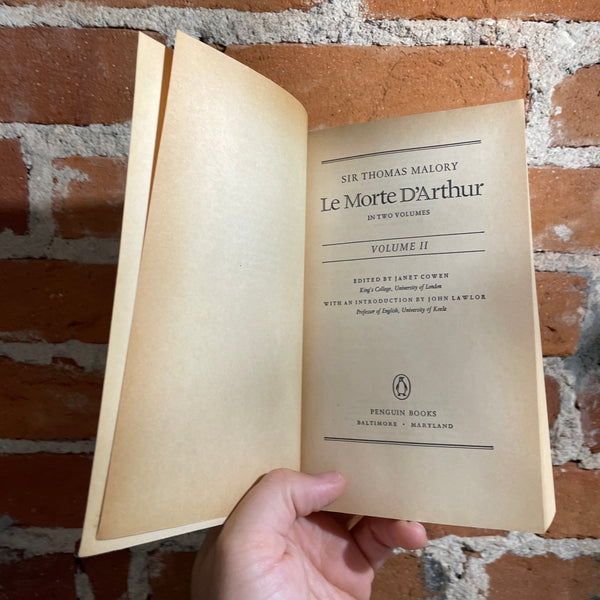 SIR THOMAS MALORY
Le Morte D'Arthur
IN TWO VOLUMES
VOLUME II
EDITED BY JANET COWEN
King's College, University of London
WITH AN INTRODUCTION BY JOHN LAWLOR
Professor of English, University of Keele
PENGUIN BOOKS
BALTIMORE • MARYLAND